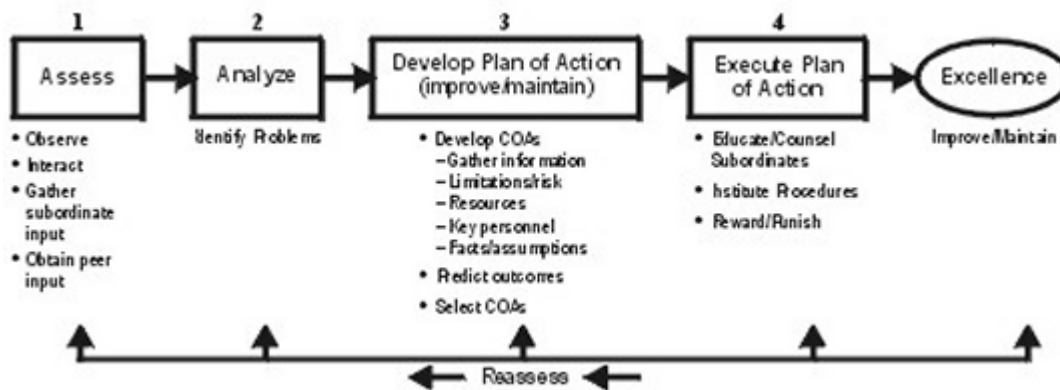 1
2
3
4
Assess
Analyze
Develop Plan of Action
(improve/maintain)
Execute Plan
of Action
Excellence
• Observe
• Interact
• Gather
subordinate
input
• Obtain peer
input
Identify Problems
• Develop COAs
–Gather information
–Limitations/risk
–Resources
–Key personnel
–Facts/assumptions
• Predict outcomes
• Select COAs
• Educate/Counsel
Subordinates
• Institute Procedures
• Reward/Punish
Improve/Maintain
Reassess